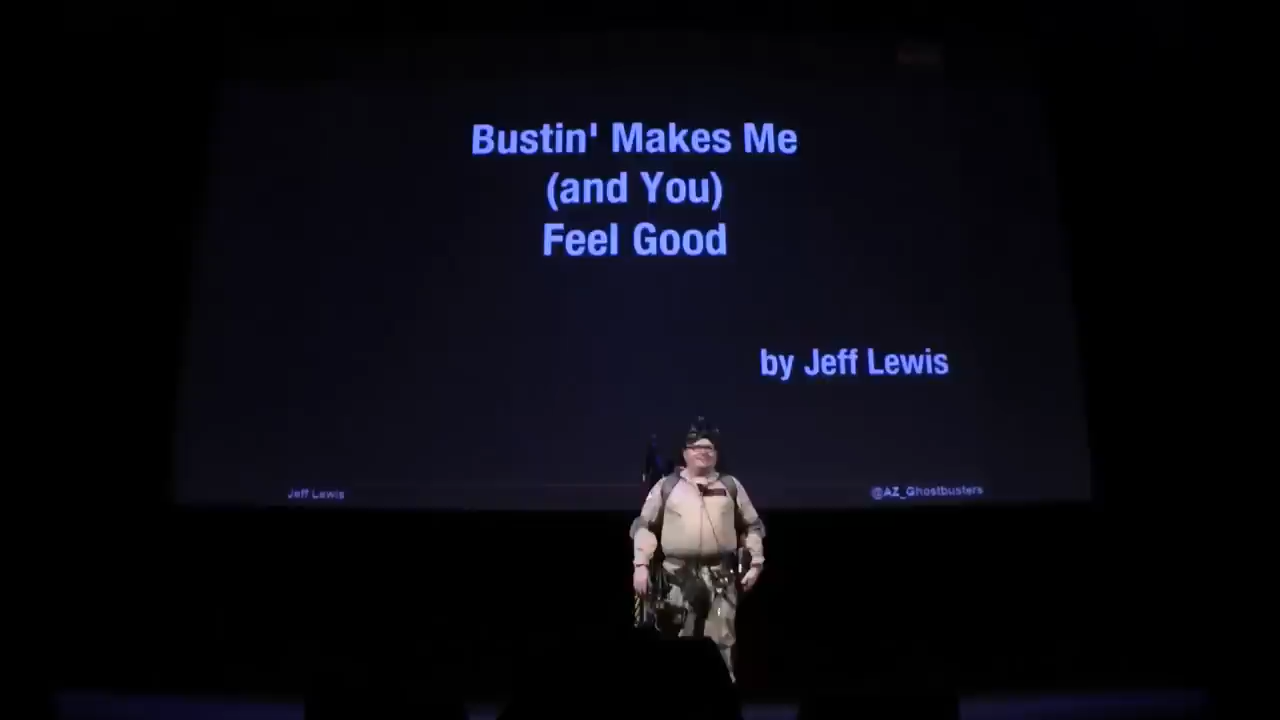 Bustin' Makes Me
(and You)
Feel Good
by Jeff Lewis
Jeff Lewis
@AZ_Ghostbusters